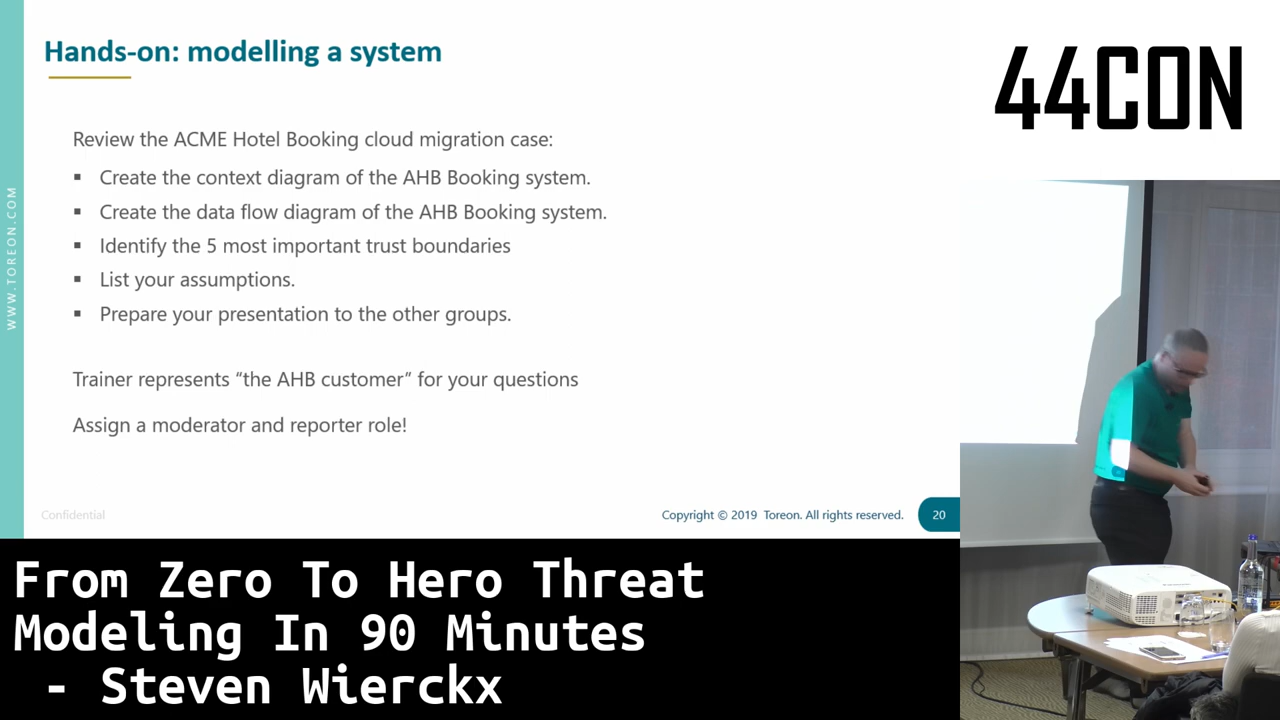 Hands-on: modelling a system
44CON
Review the ACME Hotel Booking cloud migration case:
▪ Create the context diagram of the AHB Booking system.
▪ Create the data flow diagram of the AHB Booking system.
▪ Identify the 5 most important trust boundaries
▪ List your assumptions.
▪ Prepare your presentation to the other groups.
Trainer represents “the AHB customer” for your questions
Assign a moderator and reporter role!
WWW.TOREON.COM
Confidential
Copyright © 2019 Toreon. All rights reserved.
20
From Zero To Hero Threat
Modeling In 90 Minutes
- Steven Wierckx